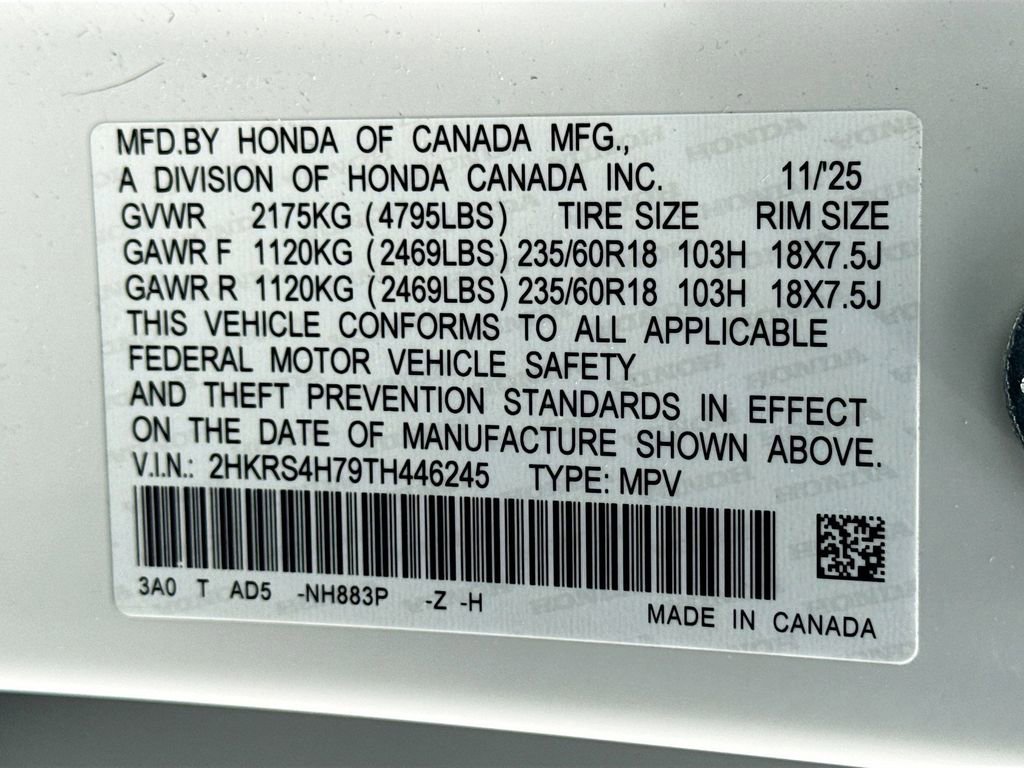 MFD.BY HONDA OF CANADA MFG.,
A DIVISION OF HONDA CANADA INC. 11/'25
GVWR 2175KG (4795LBS) TIRE SIZE RIM SIZE
GAWR F 1120KG (2469LBS) 235/60R18 103H 18X7.5J
GAWR R 1120KG (2469LBS) 235/60R18 103H 18X7.5J
THIS VEHICLE CONFORMS TO ALL APPLICABLE
FEDERAL MOTOR VEHICLE SAFETY
AND THEFT PREVENTION STANDARDS IN EFFECT
ON THE DATE OF MANUFACTURE SHOWN ABOVE.
V.I.N.: 2HKRS4H79TH446245 TYPE: MPV
3A0 T AD5 -NH883P -Z -H
MADE IN CANADA